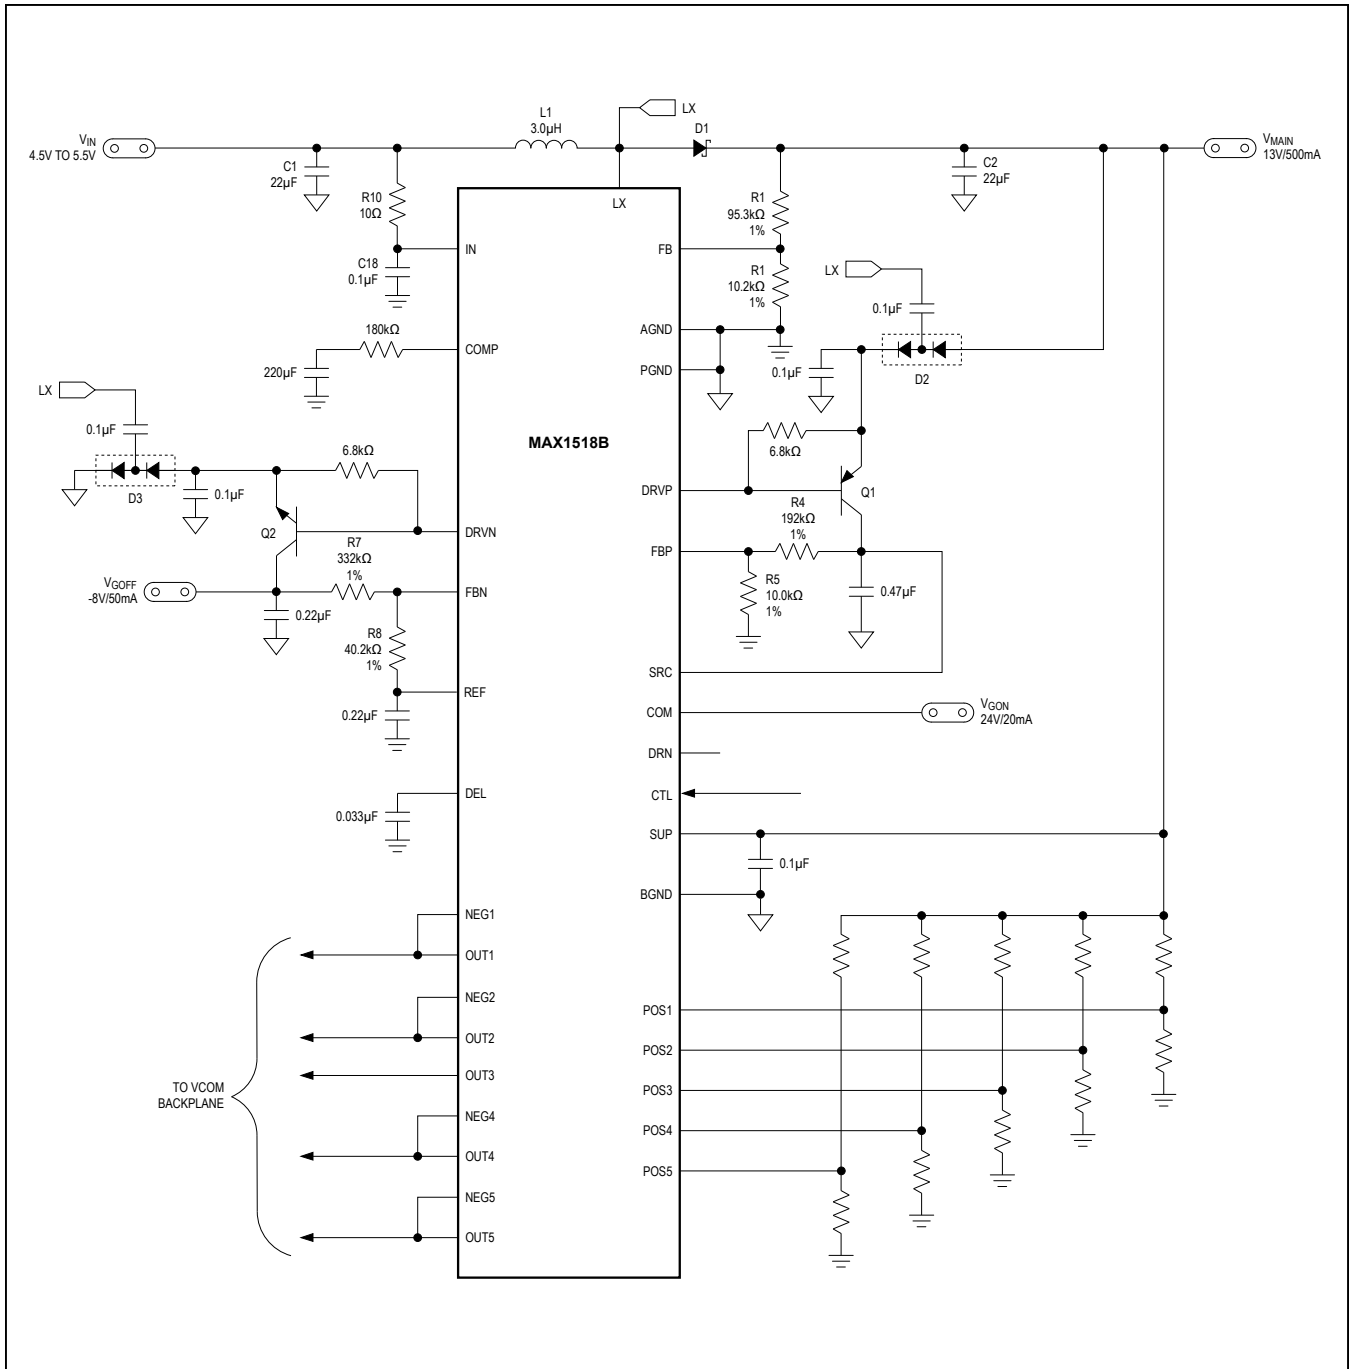 L1
3.0µH
LX
D1
VIN
4.5V TO 5.5V
VMAIN
13V/500mA
C1
22µF
C2
22µF
R10
10Ω
LX
R1
95.3kΩ
1%
IN
FB
C18
0.1µF
R1
10.2kΩ
1%
LX
0.1µF
180kΩ
COMP
AGND
220µF
PGND
0.1µF
D2
LX
0.1µF
MAX1518B
6.8kΩ
6.8kΩ
D3
0.1µF
DRVP
Q1
Q2
DRVN
R4
192kΩ
1%
R7
332kΩ
1%
FBP
VGOFF
-8V/50mA
FBN
R5
10.0kΩ
1%
0.47µF
0.22µF
R8
40.2kΩ
1%
SRC
REF
0.22µF
COM
VGON
24V/20mA
DRN
DEL
CTL
0.033µF
SUP
0.1µF
BGND
NEG1
OUT1
NEG2
POS1
OUT2
POS2
OUT3
TO VCOM
BACKPLANE
POS3
NEG4
POS4
OUT4
POS5
NEG5
OUT5